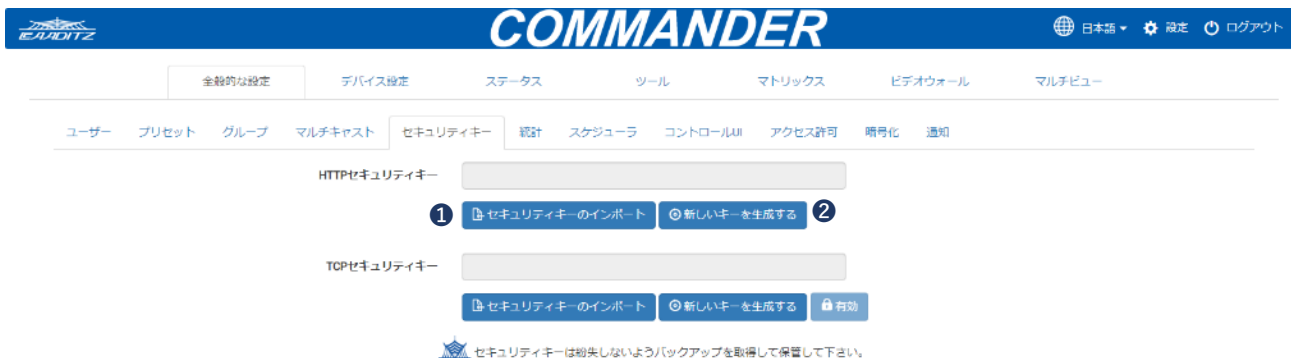 COMMANDER 日本語 設定 ログアウト
全般的な設定 デバイス設定 ステータス ツール マトリックス ビデオウォール マルチビュー
ユーザー プリセット グループ マルチキャスト セキュリティキー 統計 スケジューラ コントロールUI アクセス許可 暗号化 通知
HTTPセキュリティキー
❶ セキュリティキーのインポート 新しいキーを生成する ❷
TCPセキュリティキー
セキュリティキーのインポート 新しいキーを生成する 有効
セキュリティキーは紛失しないようバックアップを取得して保管して下さい。